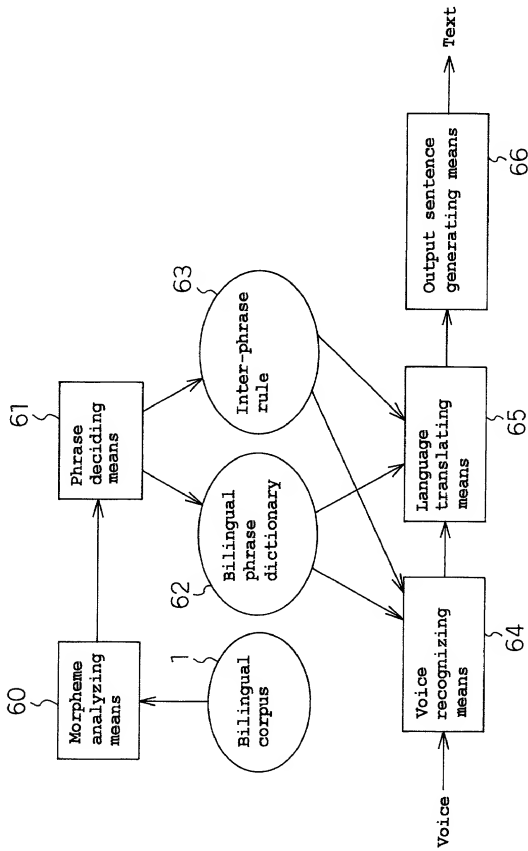 60
Morpheme
analyzing
means
61
Phrase
deciding
means
1
Bilingual
corpus
62
Bilingual
phrase
dictionary
63
Inter-phrase
rule
Voice
Voice
recognizing
means
64
Language
translating
means
65
Output sentence
generating means
66
Text